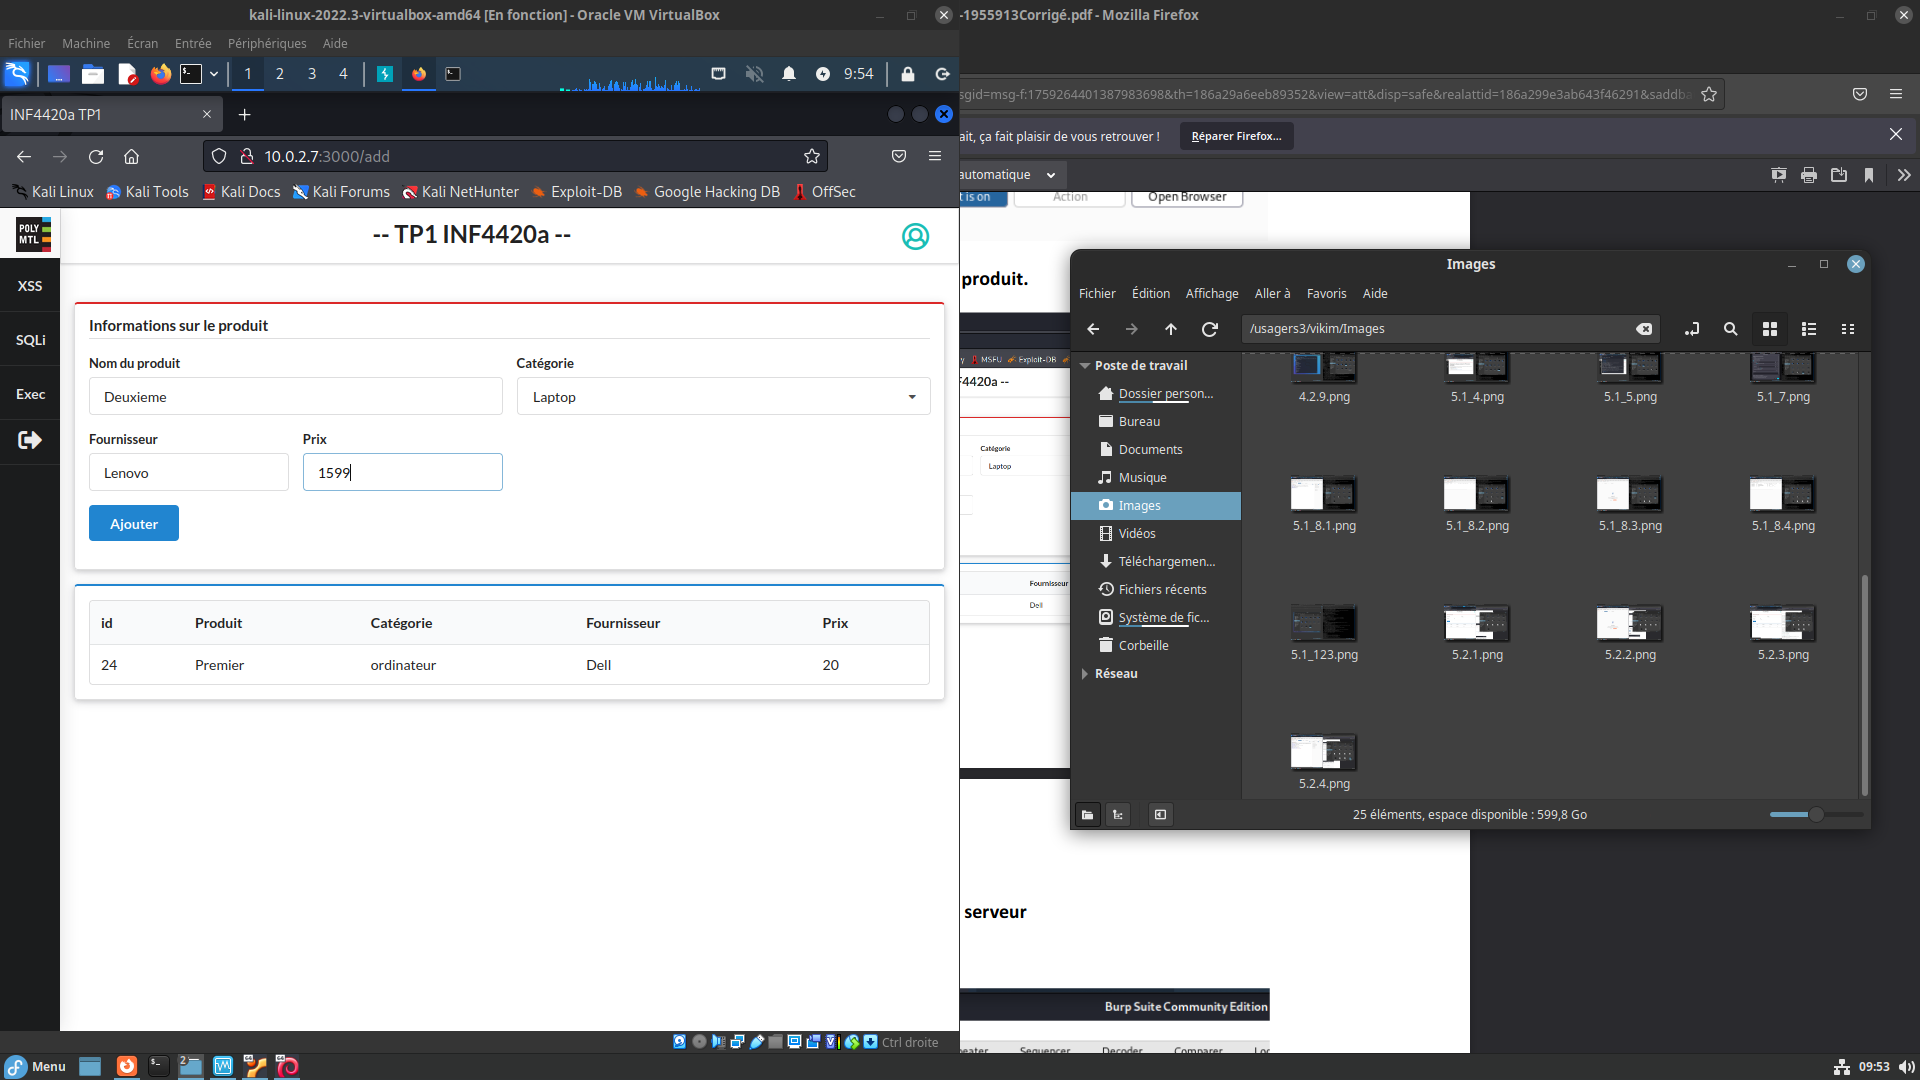 kali-linux-2022.3-virtualbox-amd64 [En fonction] - Oracle VM VirtualBox
Fichier Machine Écran Entrée Périphériques Aide
1 2 3 4 9:54
INF4420a TP1
10.0.2.7:3000/add
Kali Linux Kali Tools Kali Docs Kali Forums Kali NetHunter Exploit-DB Google Hacking DB OffSec
POLY MTL
-- TP1 INF4420a --
XSS
SQLi
Exec
Informations sur le produit
Nom du produit Catégorie
Deuxieme Laptop
Fournisseur Prix
Lenovo 1599
Ajouter
id Produit Catégorie Fournisseur Prix
24 Premier ordinateur Dell 20
Ctrl droite
-1955913Corrigé.pdf - Mozilla Firefox
sgid=msg-f:1759264401387983698&th=186a29a6eeb89352&view=att&disp=safe&realattid=186a299e3ab643f46291&saddba
ait, ça fait plaisir de vous retrouver ! Réparer Firefox...
automatique
t is on Action Open Browser
produit.
MSFU Exploit-DB
F4420a --
Catégorie
Laptop
Fournisseur
Dell
serveur
Burp Suite Community Edition
eater Sequencer Decoder Comparer Log
Images
Fichier Édition Affichage Aller à Favoris Aide
/usagers3/vikim/Images
Poste de travail
Dossier person...
Bureau
Documents
Musique
Images
Vidéos
Téléchargemen...
Fichiers récents
Système de fic...
Corbeille
Réseau
4.2.9.png 5.1_4.png 5.1_5.png 5.1_7.png
5.1_8.1.png 5.1_8.2.png 5.1_8.3.png 5.1_8.4.png
5.1_123.png 5.2.1.png 5.2.2.png 5.2.3.png
5.2.4.png
25 éléments, espace disponible : 599,8 Go
Menu 2 09:53